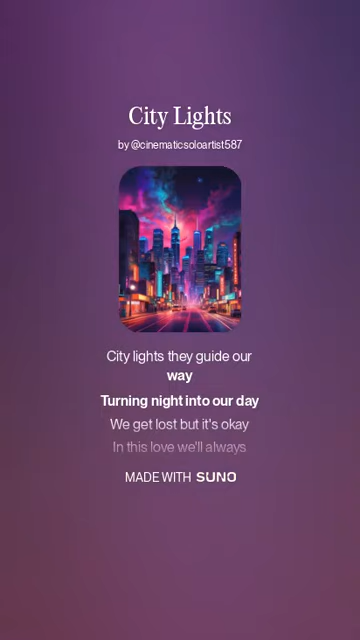 City Lights
by @cinematicsoloartist587
City lights they guide our
way
Turning night into our day
We get lost but it's okay
In this love we'll always
MADE WITH SUNO